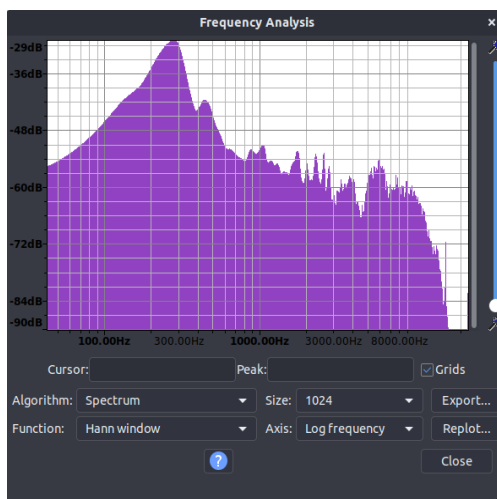 Frequency Analysis
-29dB
-36dB
-48dB
-60dB
-72dB
-84dB
-90dB
100.00Hz 300.00Hz 1000.00Hz 3000.00Hz 8000.00Hz
Cursor: Peak: Grids
Algorithm: Spectrum Size: 1024 Export...
Function: Hann window Axis: Log frequency Replot...
? Close